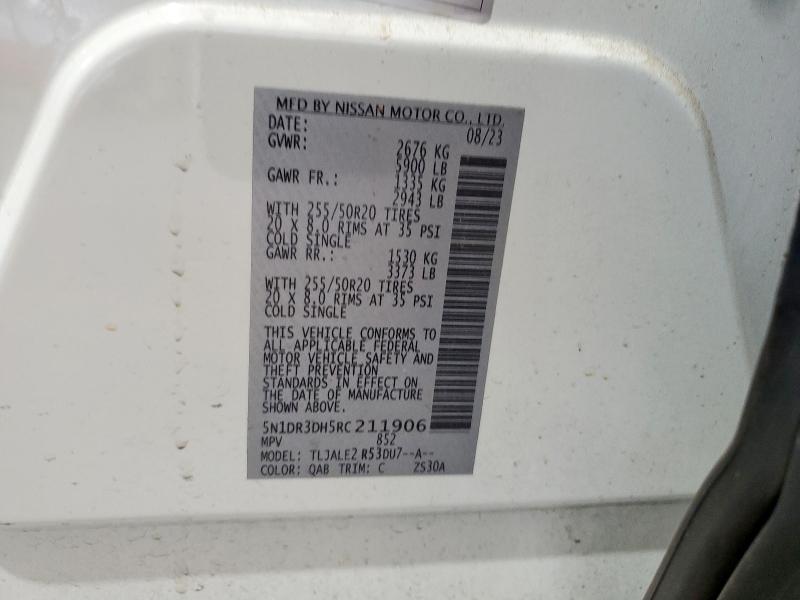 MFD BY NISSAN MOTOR CO., LTD.
DATE: 08/23
GVWR: 2676 KG
5900 LB
GAWR FR.: 1335 KG
2943 LB
WITH 255/50R20 TIRES
20 X 8.0 RIMS AT 35 PSI
COLD SINGLE
GAWR RR.: 1530 KG
3373 LB
WITH 255/50R20 TIRES
20 X 8.0 RIMS AT 35 PSI
COLD SINGLE
THIS VEHICLE CONFORMS TO
ALL APPLICABLE FEDERAL
MOTOR VEHICLE SAFETY AND
THEFT PREVENTION
STANDARDS IN EFFECT ON
THE DATE OF MANUFACTURE
SHOWN ABOVE.
5N1DR3DH5RC211906
MPV 852
MODEL: TLJALEZ R53DU7--A--
COLOR: QAB TRIM: C ZS30A